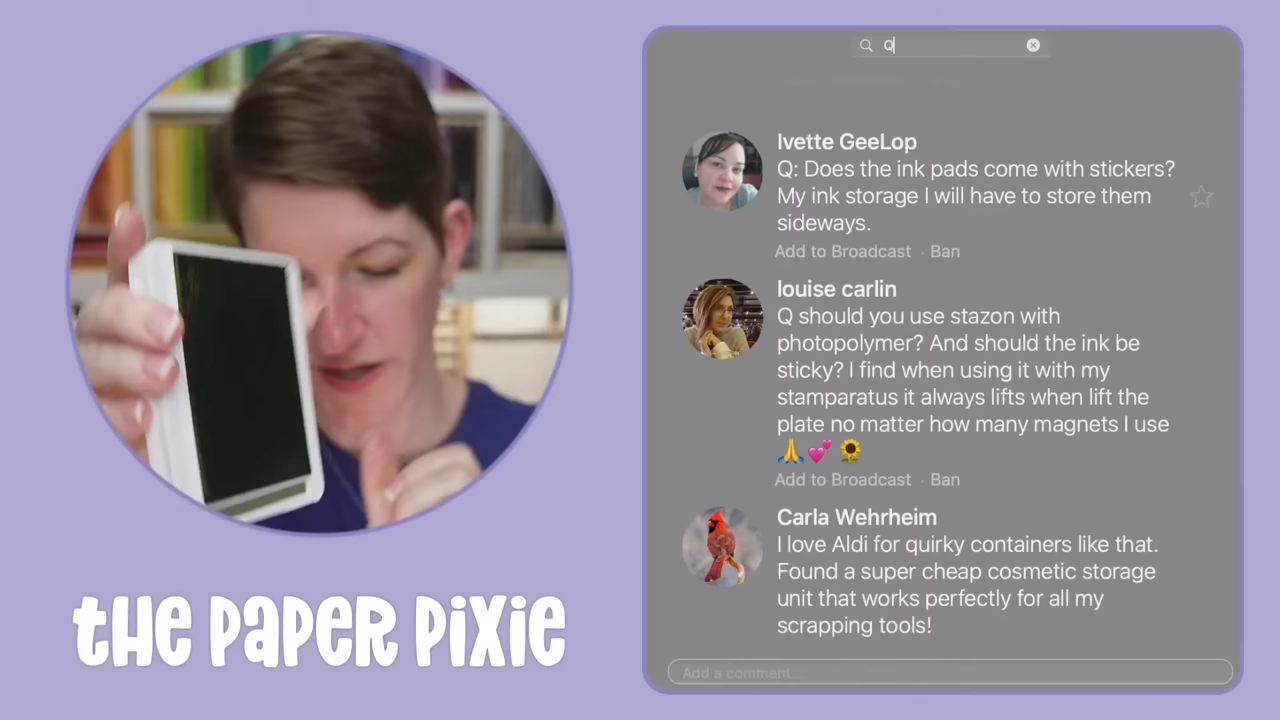 Q
Ivette GeeLop
Q: Does the ink pads come with stickers?
My ink storage I will have to store them
sideways.
Add to Broadcast · Ban
louise carlin
Q should you use stazon with
photopolymer? And should the ink be
sticky? I find when using it with my
stamparatus it always lifts when lift the
plate no matter how many magnets I use
🙏💕🌻
Add to Broadcast · Ban
Carla Wehrheim
I love Aldi for quirky containers like that.
Found a super cheap cosmetic storage
unit that works perfectly for all my
scrapping tools!
Add a comment...
the paper pixie